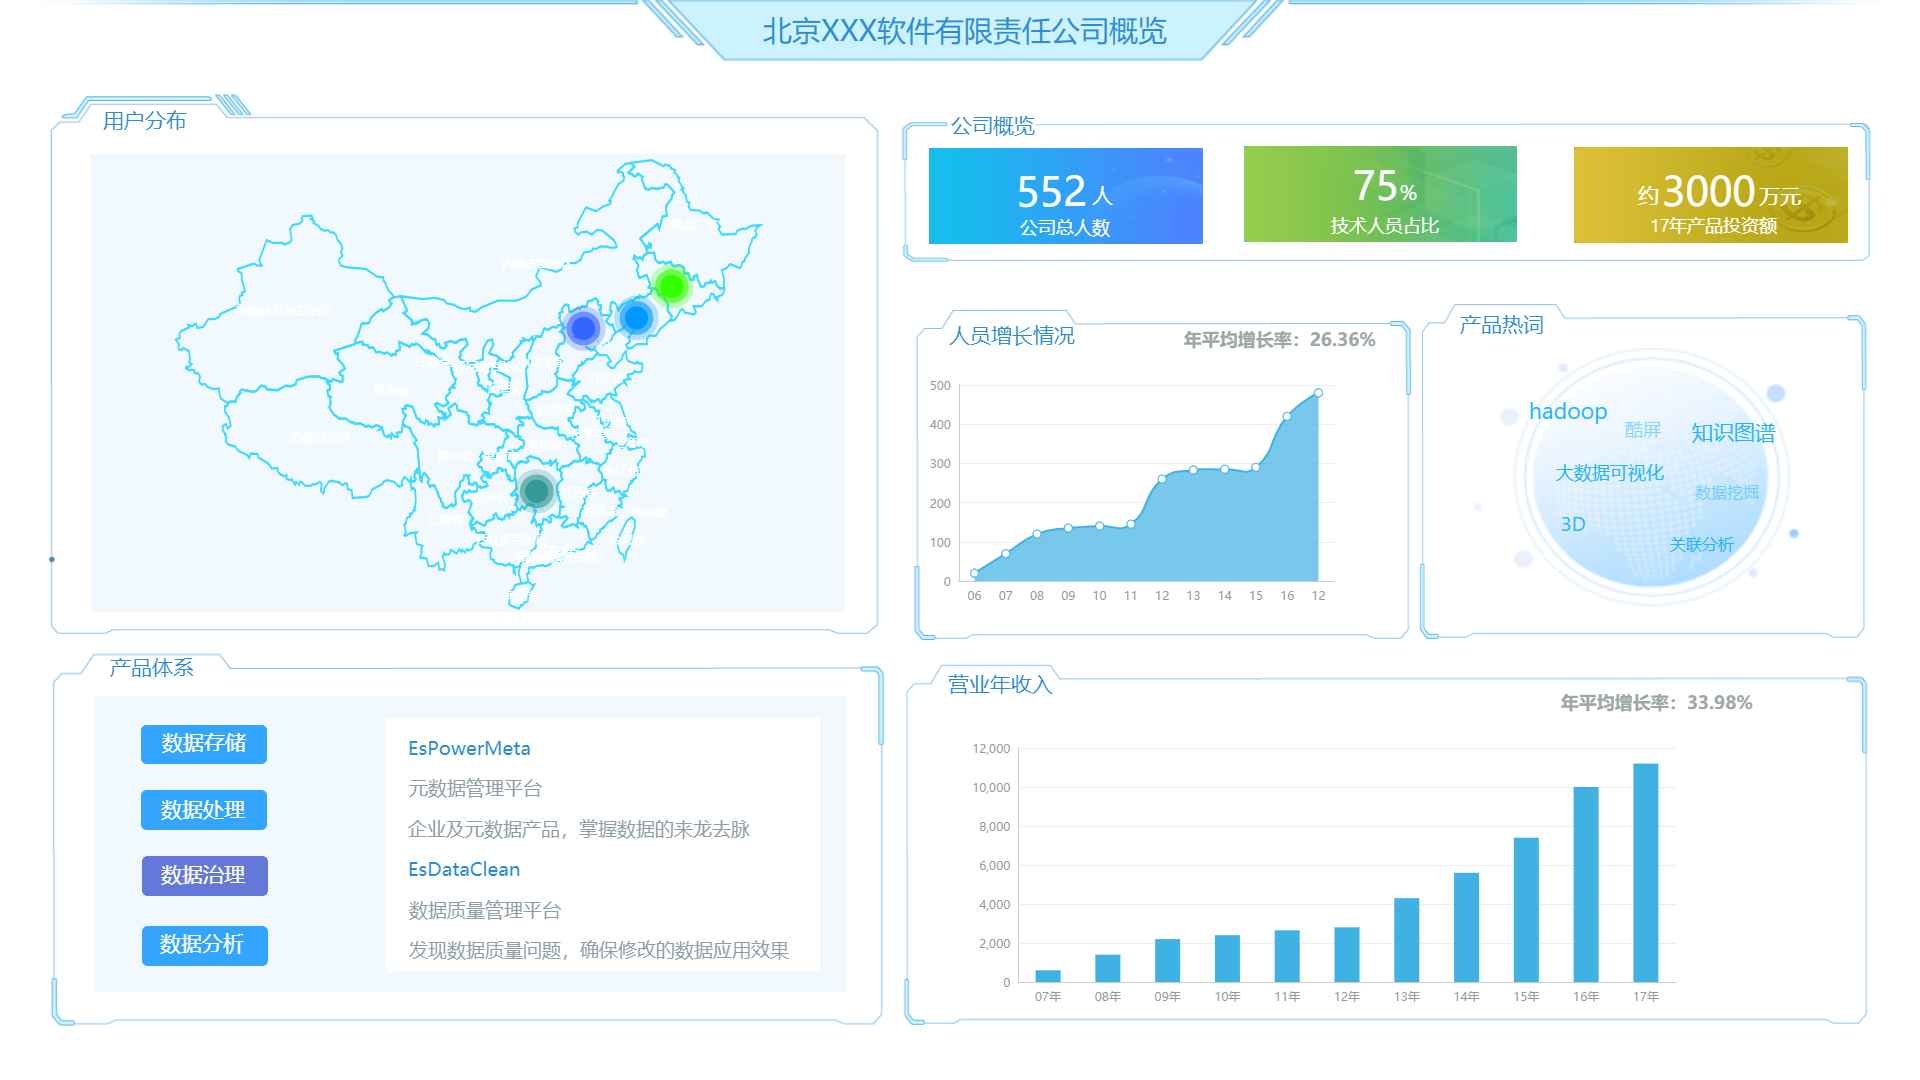 北京XXX软件有限责任公司概览
用户分布
公司概览
552人
公司总人数
75%
技术人员占比
约3000万元
17年产品投资额
人员增长情况
年平均增长率：26.36%
500
400
300
200
100
0
06 07 08 09 10 11 12 13 14 15 16 12
产品热词
hadoop
酷屏
知识图谱
大数据可视化
数据挖掘
3D
关联分析
产品体系
数据存储
数据处理
数据治理
数据分析
EsPowerMeta
元数据管理平台
企业及元数据产品，掌握数据的来龙去脉
EsDataClean
数据质量管理平台
发现数据质量问题，确保修改的数据应用效果
营业年收入
年平均增长率：33.98%
12,000
10,000
8,000
6,000
4,000
2,000
0
07年 08年 09年 10年 11年 12年 13年 14年 15年 16年 17年